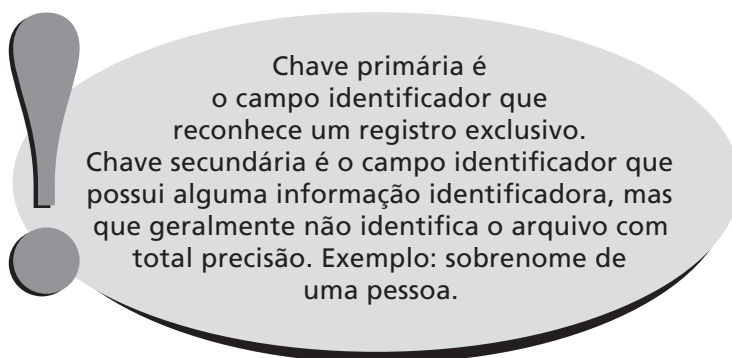 Chave primária é
o campo identificador que
reconhece um registro exclusivo.
Chave secundária é o campo identificador que
possui alguma informação identificadora, mas
que geralmente não identifica o arquivo com
total precisão. Exemplo: sobrenome de
uma pessoa.